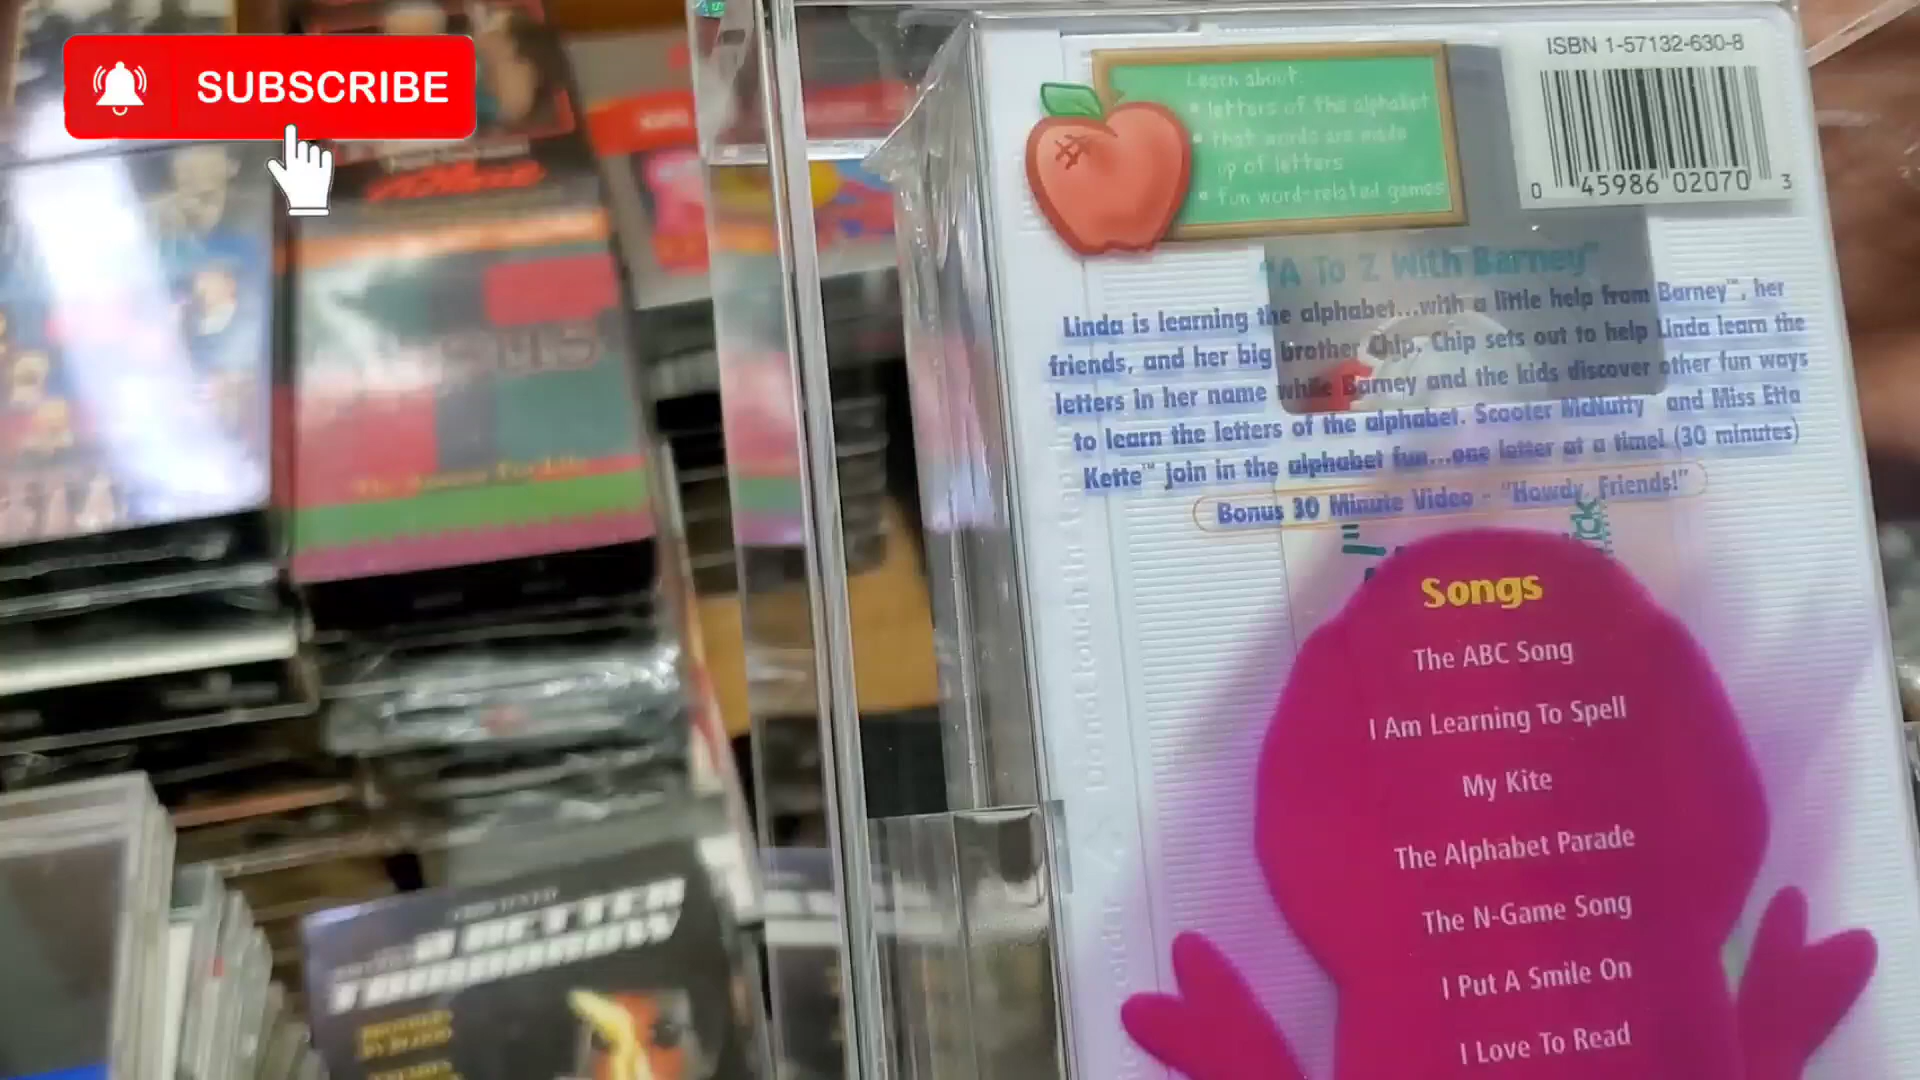 SUBSCRIBE
ISBN 1-57132-630-8
Learn about:
• letters of the alphabet
• that words are made
up of letters
• fun word-related games
0 45986 02070 3
"A To Z With Barney"
Linda is learning the alphabet...with a little help from Barney™, her
friends, and her big brother Chip. Chip sets out to help Linda learn the
letters in her name while Barney and the kids discover other fun ways
to learn the letters of the alphabet. Scooter McNutty and Miss Etta
Kette™ join in the alphabet fun...one letter at a time! (30 minutes)
Bonus 30 Minute Video - "Howdy, Friends!"
Songs
The ABC Song
I Am Learning To Spell
My Kite
The Alphabet Parade
The N-Game Song
I Put A Smile On
I Love To Read
A BETTER
TOMORROW